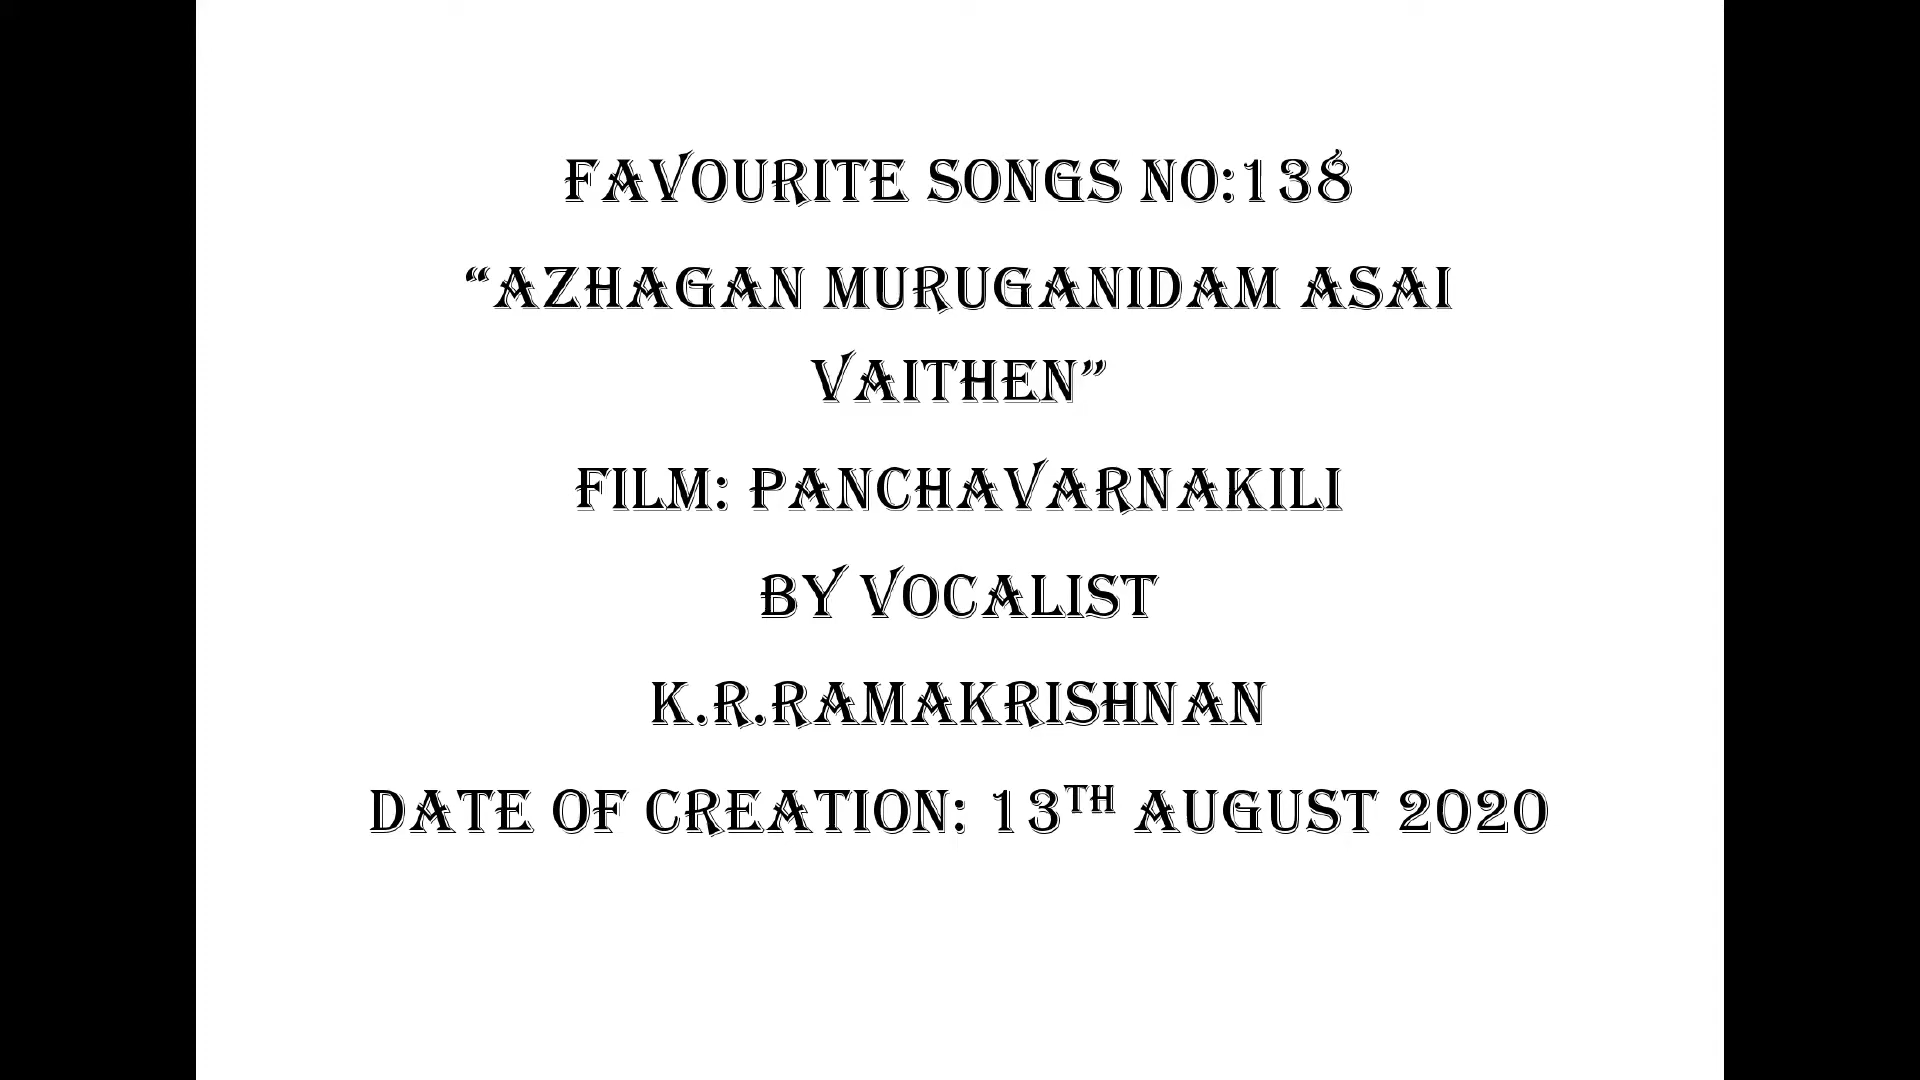 FAVOURITE SONGS NO:138
“AZHAGAN MURUGANIDAM ASAI
VAITHEN”
FILM: PANCHAVARNAKILI
BY VOCALIST
K.R.RAMAKRISHNAN
DATE OF CREATION: 13TH AUGUST 2020